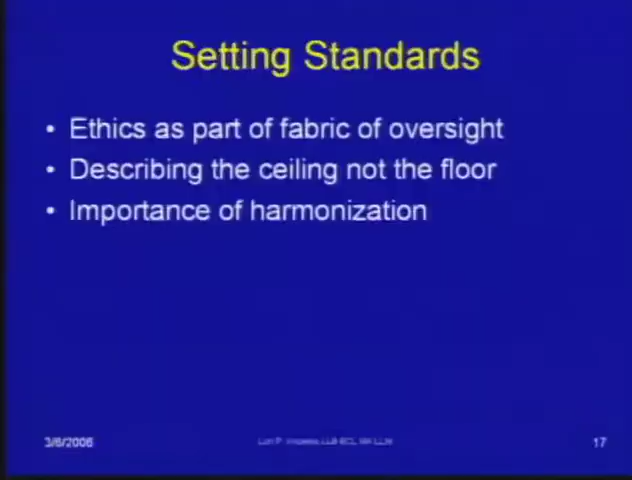 Setting Standards
• Ethics as part of fabric of oversight
• Describing the ceiling not the floor
• Importance of harmonization
3/6/2006
17